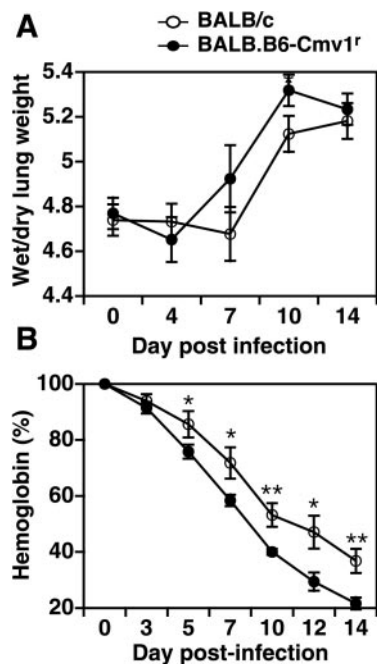 A
BALB/c
BALB.B6-Cmv1r
Wet/dry lung weight
5.4
5.2
5
4.8
4.6
4.4
*
0 4 7 10 14
Day post infection
B
Hemoglobin (%)
100
80
60
40
20
* * ** * **
0 3 5 7 10 12 14
Day post-infection